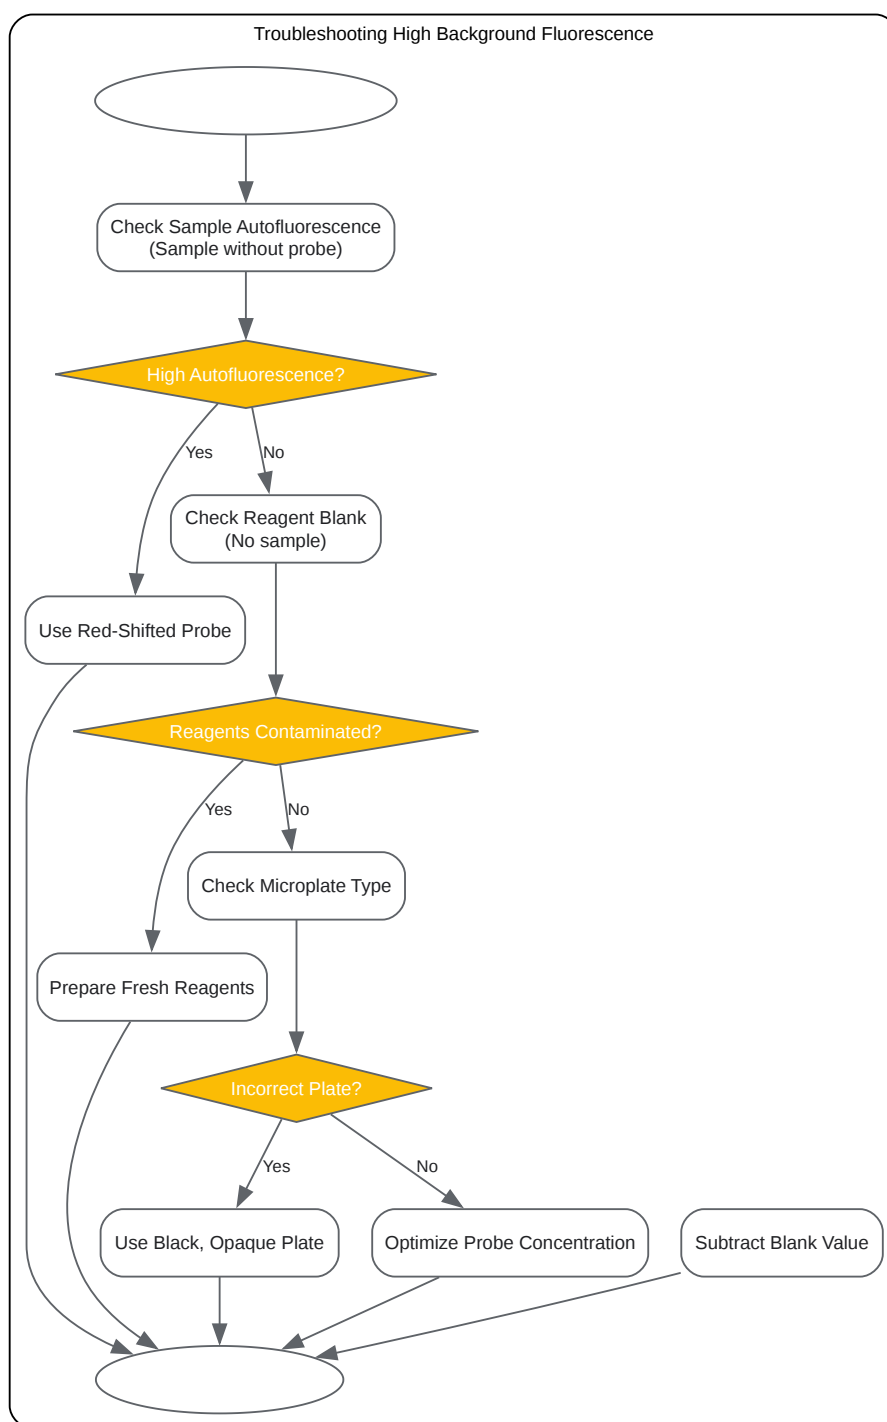 Troubleshooting High Background Fluorescence
Check Sample Autofluorescence
(Sample without probe)
High Autofluorescence?
Yes
No
Check Reagent Blank
(No sample)
Use Red-Shifted Probe
Reagents Contaminated?
Yes
No
Check Microplate Type
Prepare Fresh Reagents
Incorrect Plate?
Yes
No
Use Black, Opaque Plate
Optimize Probe Concentration
Subtract Blank Value